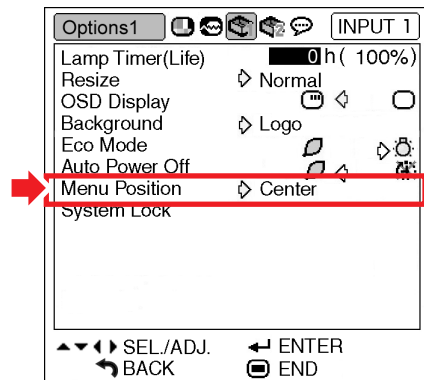 Options1 INPUT 1
Lamp Timer(Life) 0 h ( 100%)
Resize Normal
OSD Display
Background Logo
Eco Mode
Auto Power Off
Menu Position Center
System Lock
SEL./ADJ. ENTER
BACK END